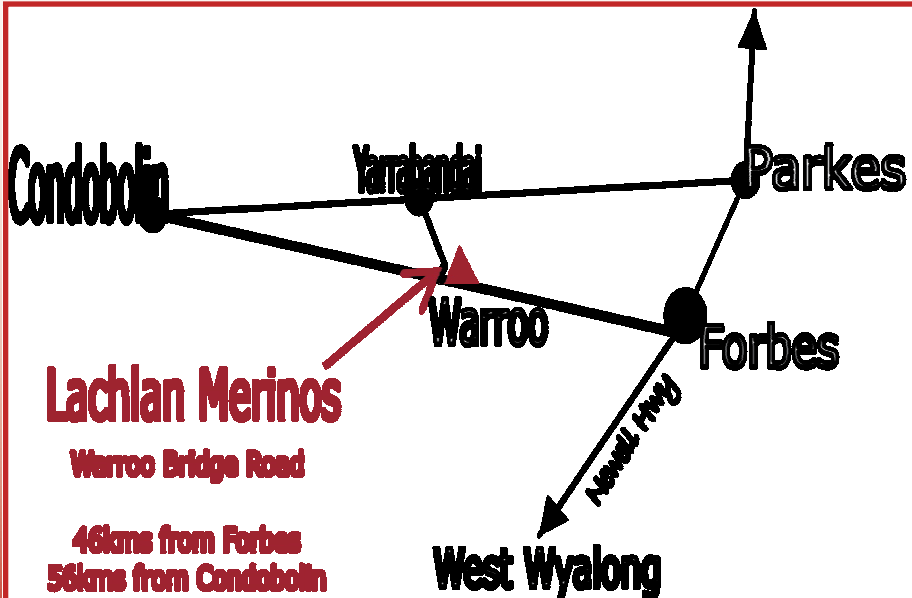 Condobolin
Yarrabandai
Parkes
Warroo
Forbes
Lachlan Merinos
Newell Hwy
Warroo Bridge Road
46kms from Forbes
West Wyalong
56kms from Condobolin